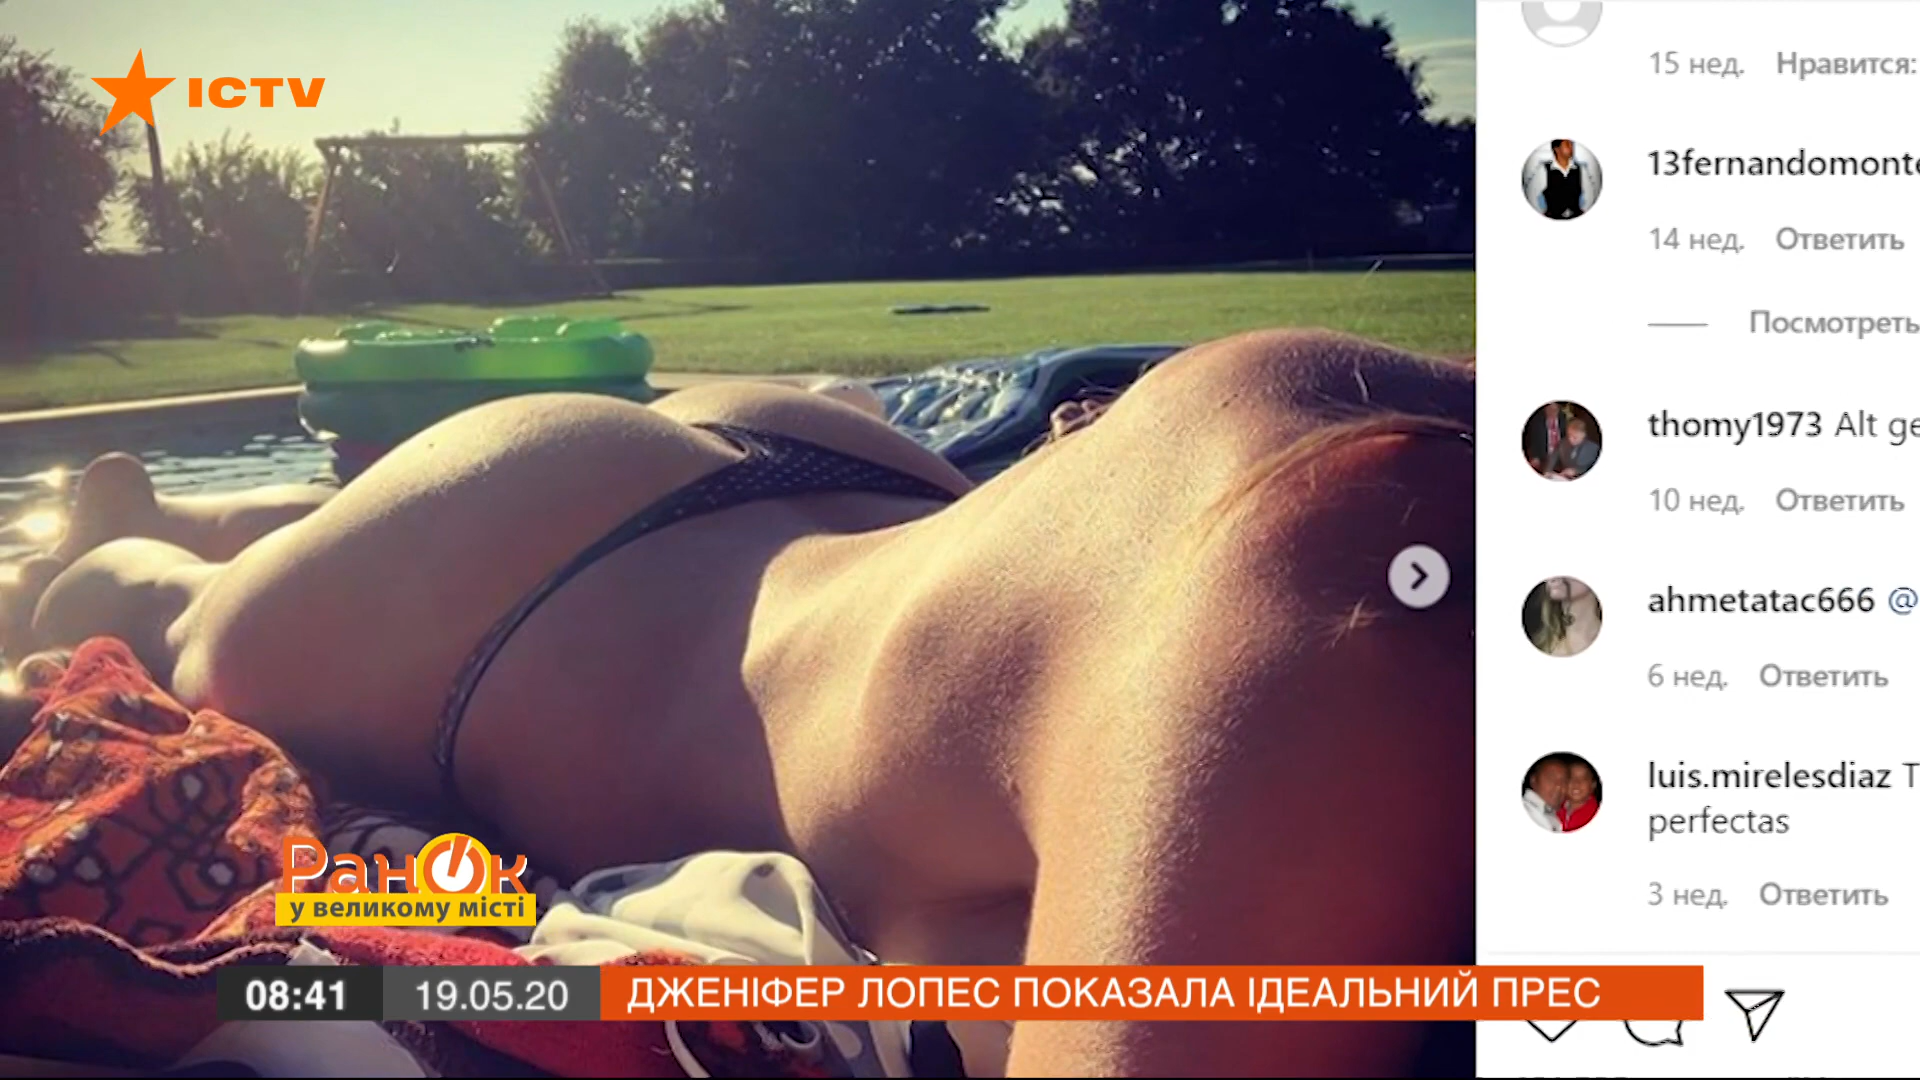 ICTV
15 нед. Нравится:
13fernandomonte
14 нед. Ответить
Посмотреть
thomy1973 Alt ge
10 нед. Ответить
ahmetatac666 @
6 нед. Ответить
luis.mirelesdiaz T
perfectas
3 нед. Ответить
Ранок
у великому місті
08:41 19.05.20 ДЖЕНІФЕР ЛОПЕС ПОКАЗАЛА ІДЕАЛЬНИЙ ПРЕС